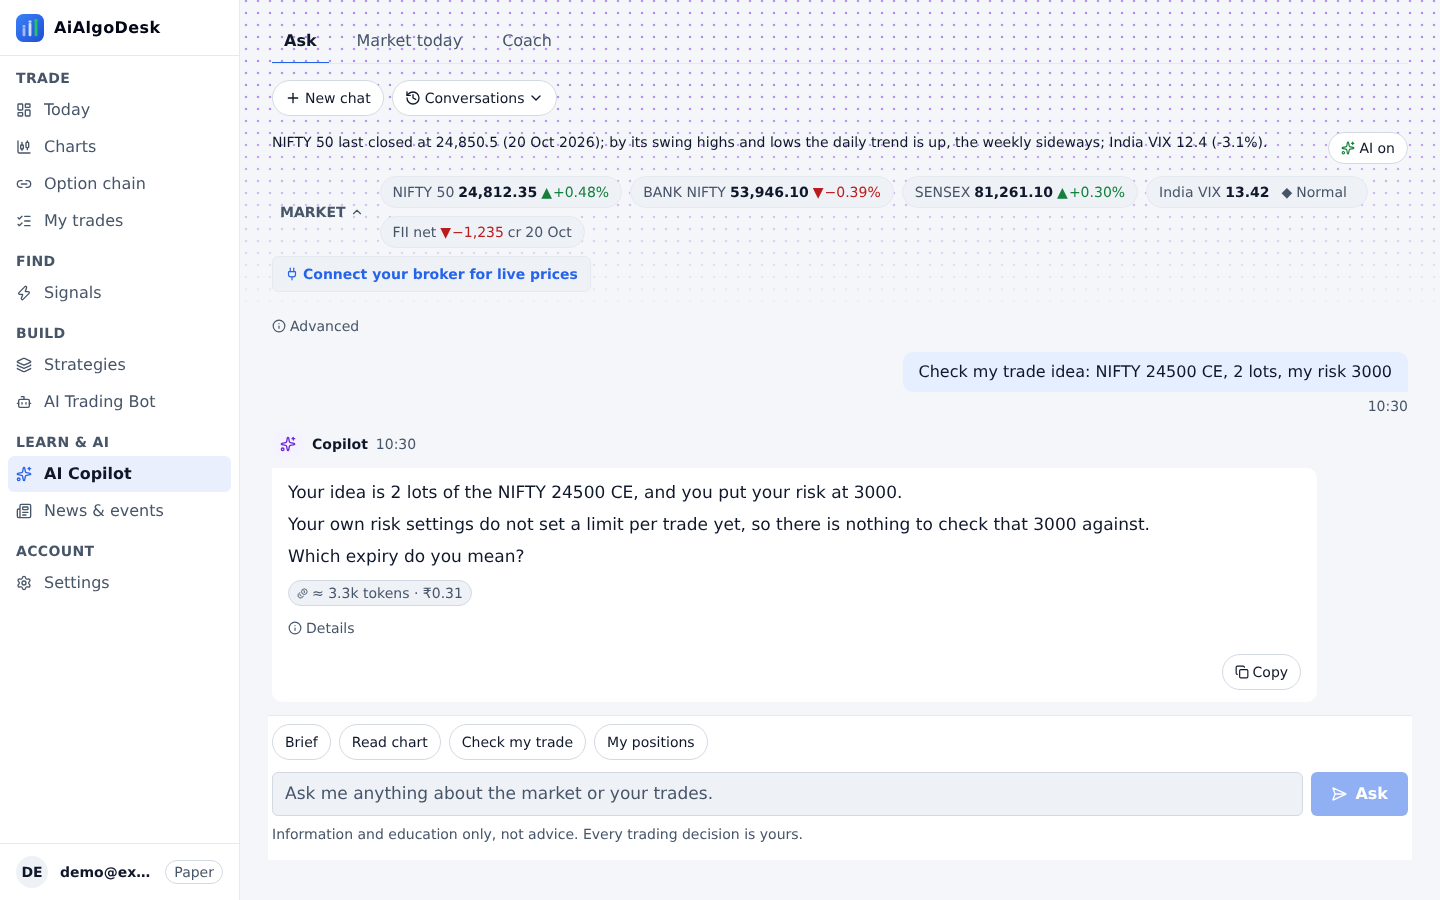 AiAlgoDesk
TRADE
Today
Charts
Option chain
My trades
FIND
Signals
BUILD
Strategies
AI Trading Bot
LEARN & AI
AI Copilot
News & events
ACCOUNT
Settings
DE demo@ex... Paper
Ask Market today Coach
New chat Conversations
NIFTY 50 last closed at 24,850.5 (20 Oct 2026); by its swing highs and lows the daily trend is up, the weekly sideways; India VIX 12.4 (-3.1%).
AI on
MARKET
NIFTY 50 24,812.35 ▲+0.48% BANK NIFTY 53,946.10 ▼−0.39% SENSEX 81,261.10 ▲+0.30% India VIX 13.42 ◆ Normal
FII net ▼−1,235 cr 20 Oct
Connect your broker for live prices
Advanced
Check my trade idea: NIFTY 24500 CE, 2 lots, my risk 3000
10:30
Copilot 10:30
Your idea is 2 lots of the NIFTY 24500 CE, and you put your risk at 3000.
Your own risk settings do not set a limit per trade yet, so there is nothing to check that 3000 against.
Which expiry do you mean?
≈ 3.3k tokens · ₹0.31
Details
Copy
Brief Read chart Check my trade My positions
Ask me anything about the market or your trades.
Ask
Information and education only, not advice. Every trading decision is yours.